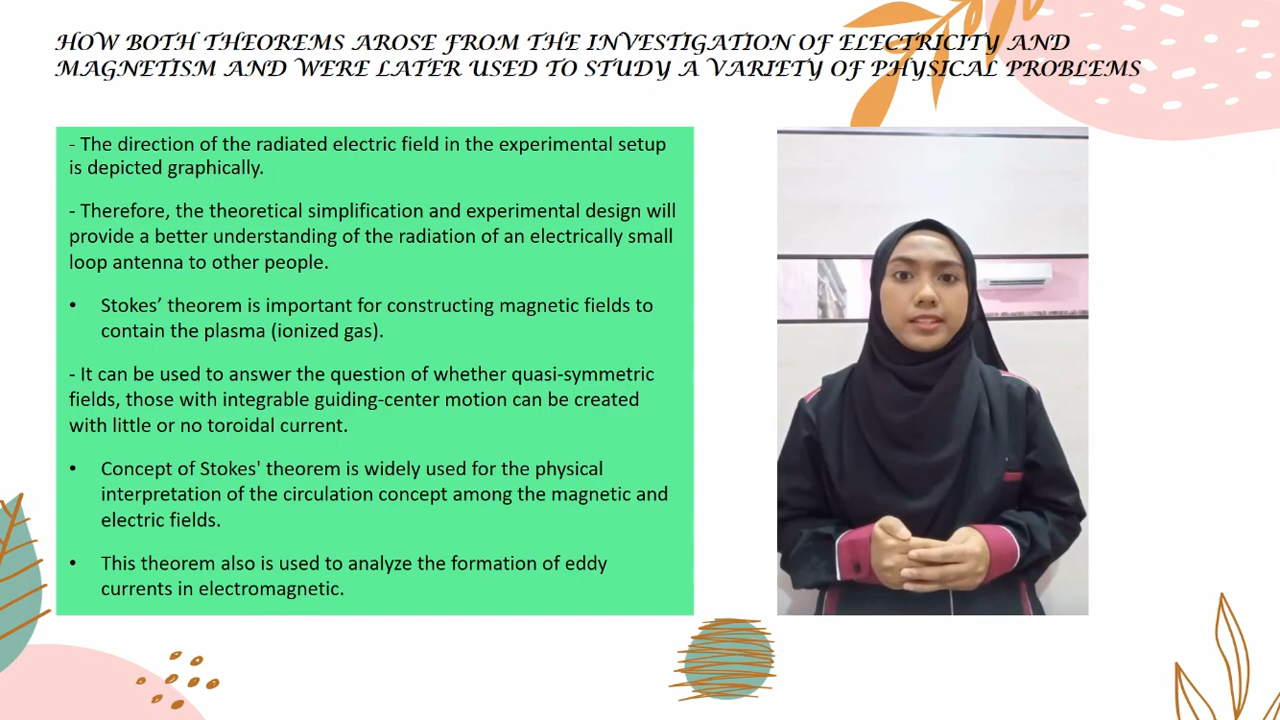 HOW BOTH THEOREMS AROSE FROM THE INVESTIGATION OF ELECTRICITY AND
MAGNETISM AND WERE LATER USED TO STUDY A VARIETY OF PHYSICAL PROBLEMS
- The direction of the radiated electric field in the experimental setup
is depicted graphically.
- Therefore, the theoretical simplification and experimental design will
provide a better understanding of the radiation of an electrically small
loop antenna to other people.
• Stokes’ theorem is important for constructing magnetic fields to
contain the plasma (ionized gas).
- It can be used to answer the question of whether quasi-symmetric
fields, those with integrable guiding-center motion can be created
with little or no toroidal current.
• Concept of Stokes' theorem is widely used for the physical
interpretation of the circulation concept among the magnetic and
electric fields.
• This theorem also is used to analyze the formation of eddy
currents in electromagnetic.